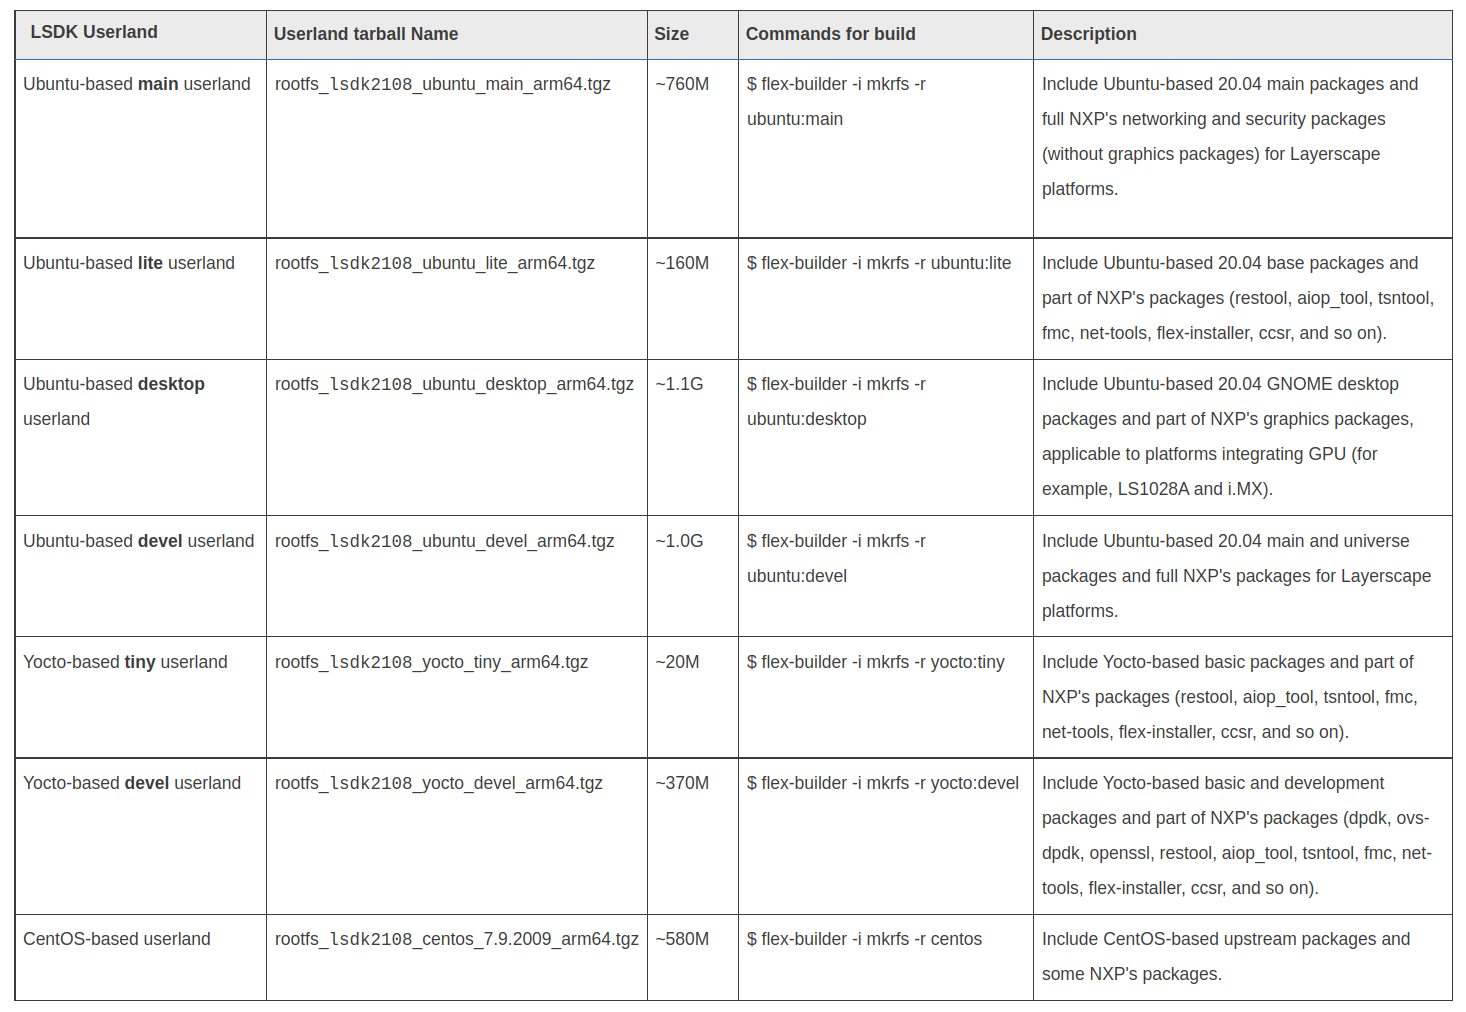 LSDK Userland
Userland tarball Name
Size
Commands for build
Description
Ubuntu-based main userland
rootfs_lsdk2108_ubuntu_main_arm64.tgz
~760M
$ flex-builder -i mkrfs -r
ubuntu:main
Include Ubuntu-based 20.04 main packages and
full NXP's networking and security packages
(without graphics packages) for Layerscape
platforms.
Ubuntu-based lite userland
rootfs_lsdk2108_ubuntu_lite_arm64.tgz
~160M
$ flex-builder -i mkrfs -r ubuntu:lite
Include Ubuntu-based 20.04 base packages and
part of NXP's packages (restool, aiop_tool, tsntool,
fmc, net-tools, flex-installer, ccsr, and so on).
Ubuntu-based desktop
userland
rootfs_lsdk2108_ubuntu_desktop_arm64.tgz
~1.1G
$ flex-builder -i mkrfs -r
ubuntu:desktop
Include Ubuntu-based 20.04 GNOME desktop
packages and part of NXP's graphics packages,
applicable to platforms integrating GPU (for
example, LS1028A and i.MX).
Ubuntu-based devel userland
rootfs_lsdk2108_ubuntu_devel_arm64.tgz
~1.0G
$ flex-builder -i mkrfs -r
ubuntu:devel
Include Ubuntu-based 20.04 main and universe
packages and full NXP's packages for Layerscape
platforms.
Yocto-based tiny userland
rootfs_lsdk2108_yocto_tiny_arm64.tgz
~20M
$ flex-builder -i mkrfs -r yocto:tiny
Include Yocto-based basic packages and part of
NXP's packages (restool, aiop_tool, tsntool, fmc,
net-tools, flex-installer, ccsr, and so on).
Yocto-based devel userland
rootfs_lsdk2108_yocto_devel_arm64.tgz
~370M
$ flex-builder -i mkrfs -r yocto:devel
Include Yocto-based basic and development
packages and part of NXP's packages (dpdk, ovs-
dpdk, openssl, restool, aiop_tool, tsntool, fmc, net-
tools, flex-installer, ccsr, and so on).
CentOS-based userland
rootfs_lsdk2108_centos_7.9.2009_arm64.tgz
~580M
$ flex-builder -i mkrfs -r centos
Include CentOS-based upstream packages and
some NXP's packages.